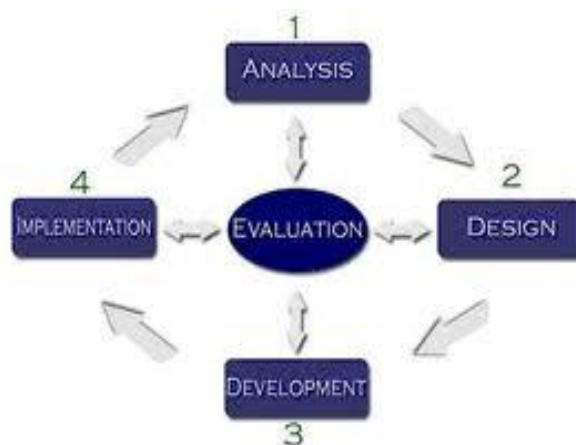 1
ANALYSIS
2
DESIGN
3
DEVELOPMENT
4
IMPLEMENTATION
EVALUATION